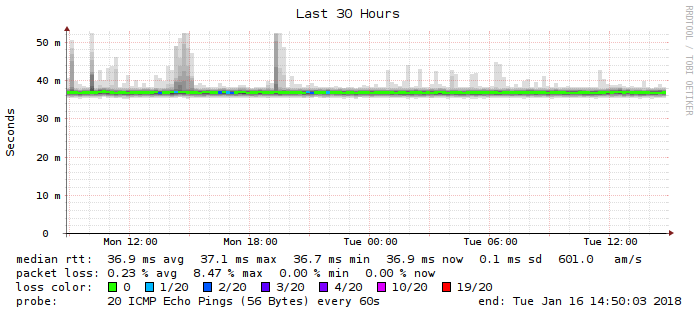 Last 30 Hours
RRDTOOL / TOBI OETIKER
Seconds
50 m
40 m
30 m
20 m
10 m
0
Mon 12:00 Mon 18:00 Tue 00:00 Tue 06:00 Tue 12:00
median rtt: 36.9 ms avg 37.1 ms max 36.7 ms min 36.9 ms now 0.1 ms sd 601.0 am/s
packet loss: 0.23 % avg 8.47 % max 0.00 % min 0.00 % now
loss color: 0 1/20 2/20 3/20 4/20 10/20 19/20
probe: 20 ICMP Echo Pings (56 Bytes) every 60s end: Tue Jan 16 14:50:03 2018